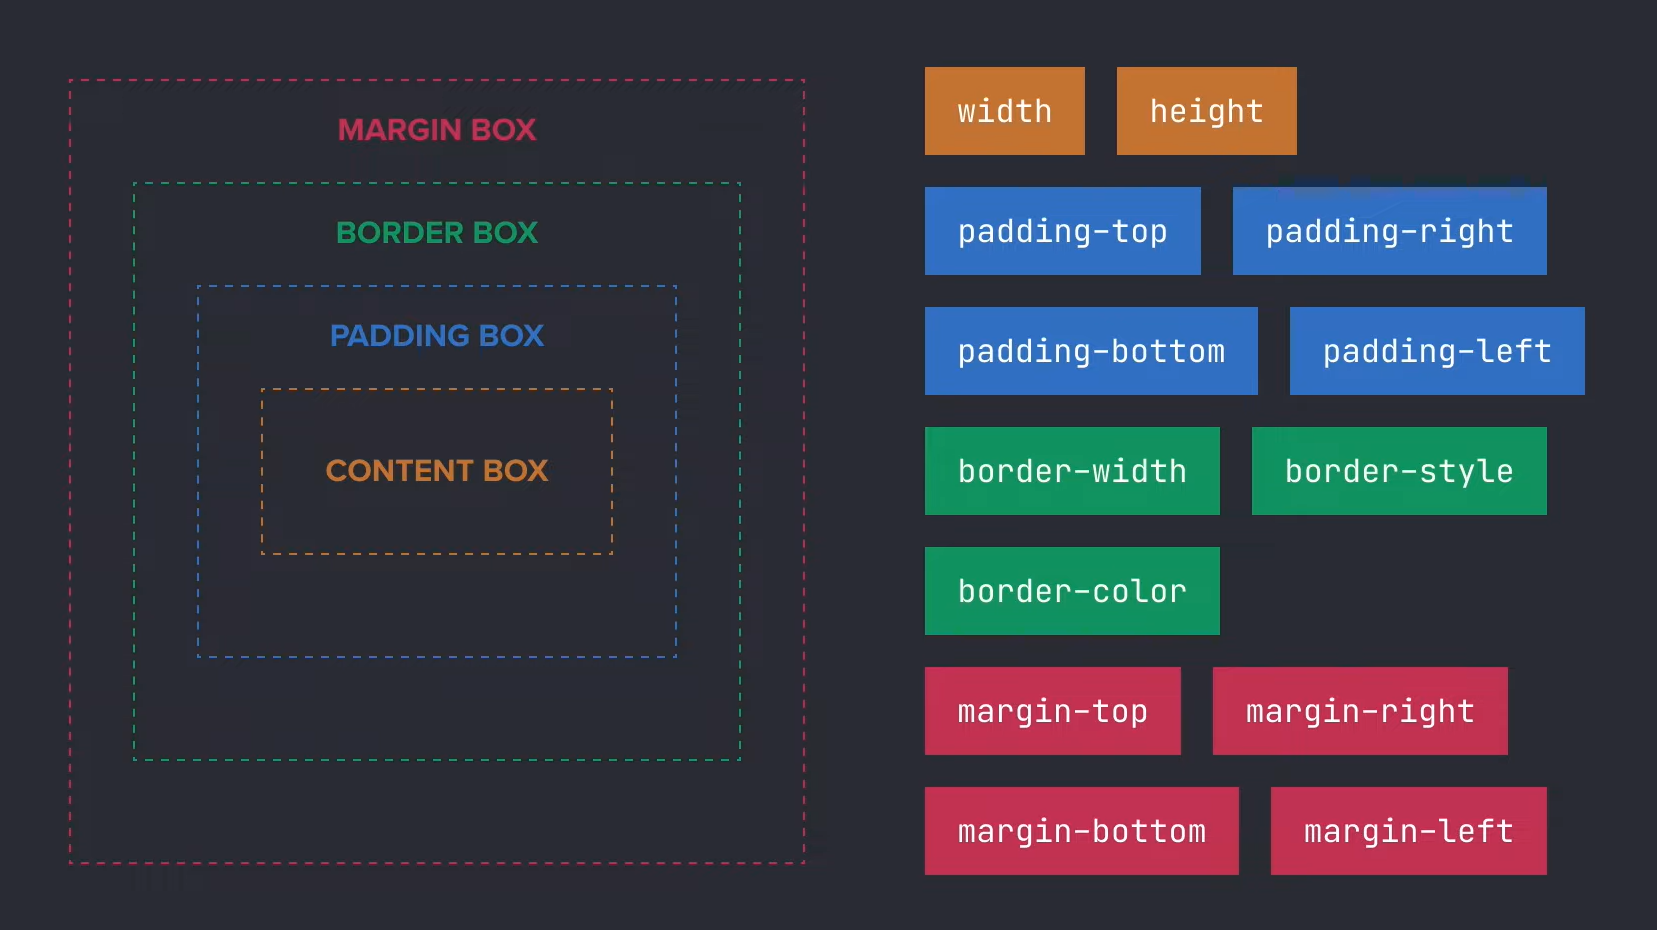 MARGIN BOX
BORDER BOX
PADDING BOX
CONTENT BOX
width height
padding-top padding-right
padding-bottom padding-left
border-width border-style
border-color
margin-top margin-right
margin-bottom margin-left